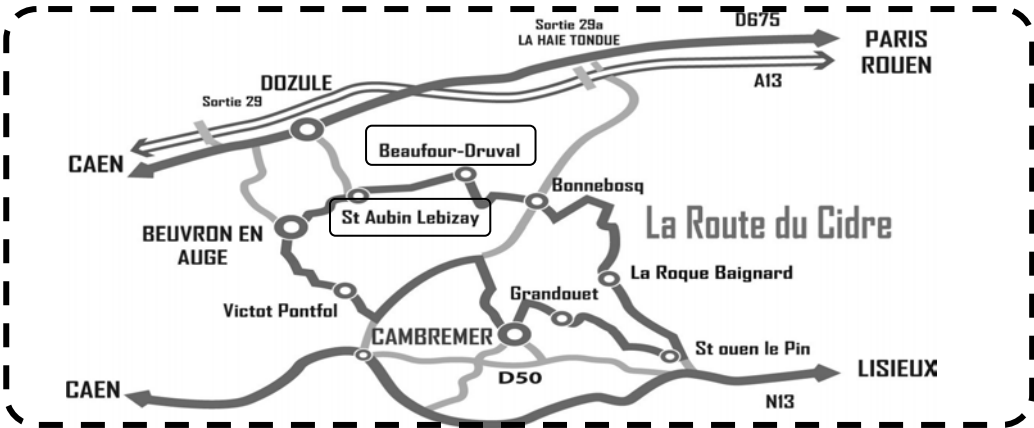 D675
Sortie 29a
LA HAIE TONDUE
PARIS
ROUEN
A13
DOZULE
Sortie 29
CAEN
Beaufour-Druval
Bonnebosq
St Aubin Lebizay
La Route du Cidre
BEUVRON EN
AUGE
La Roque Baignard
Grandouet
Victot Pontfol
CAMBREMER
St ouen le Pin
D50
LISIEUX
CAEN
N13